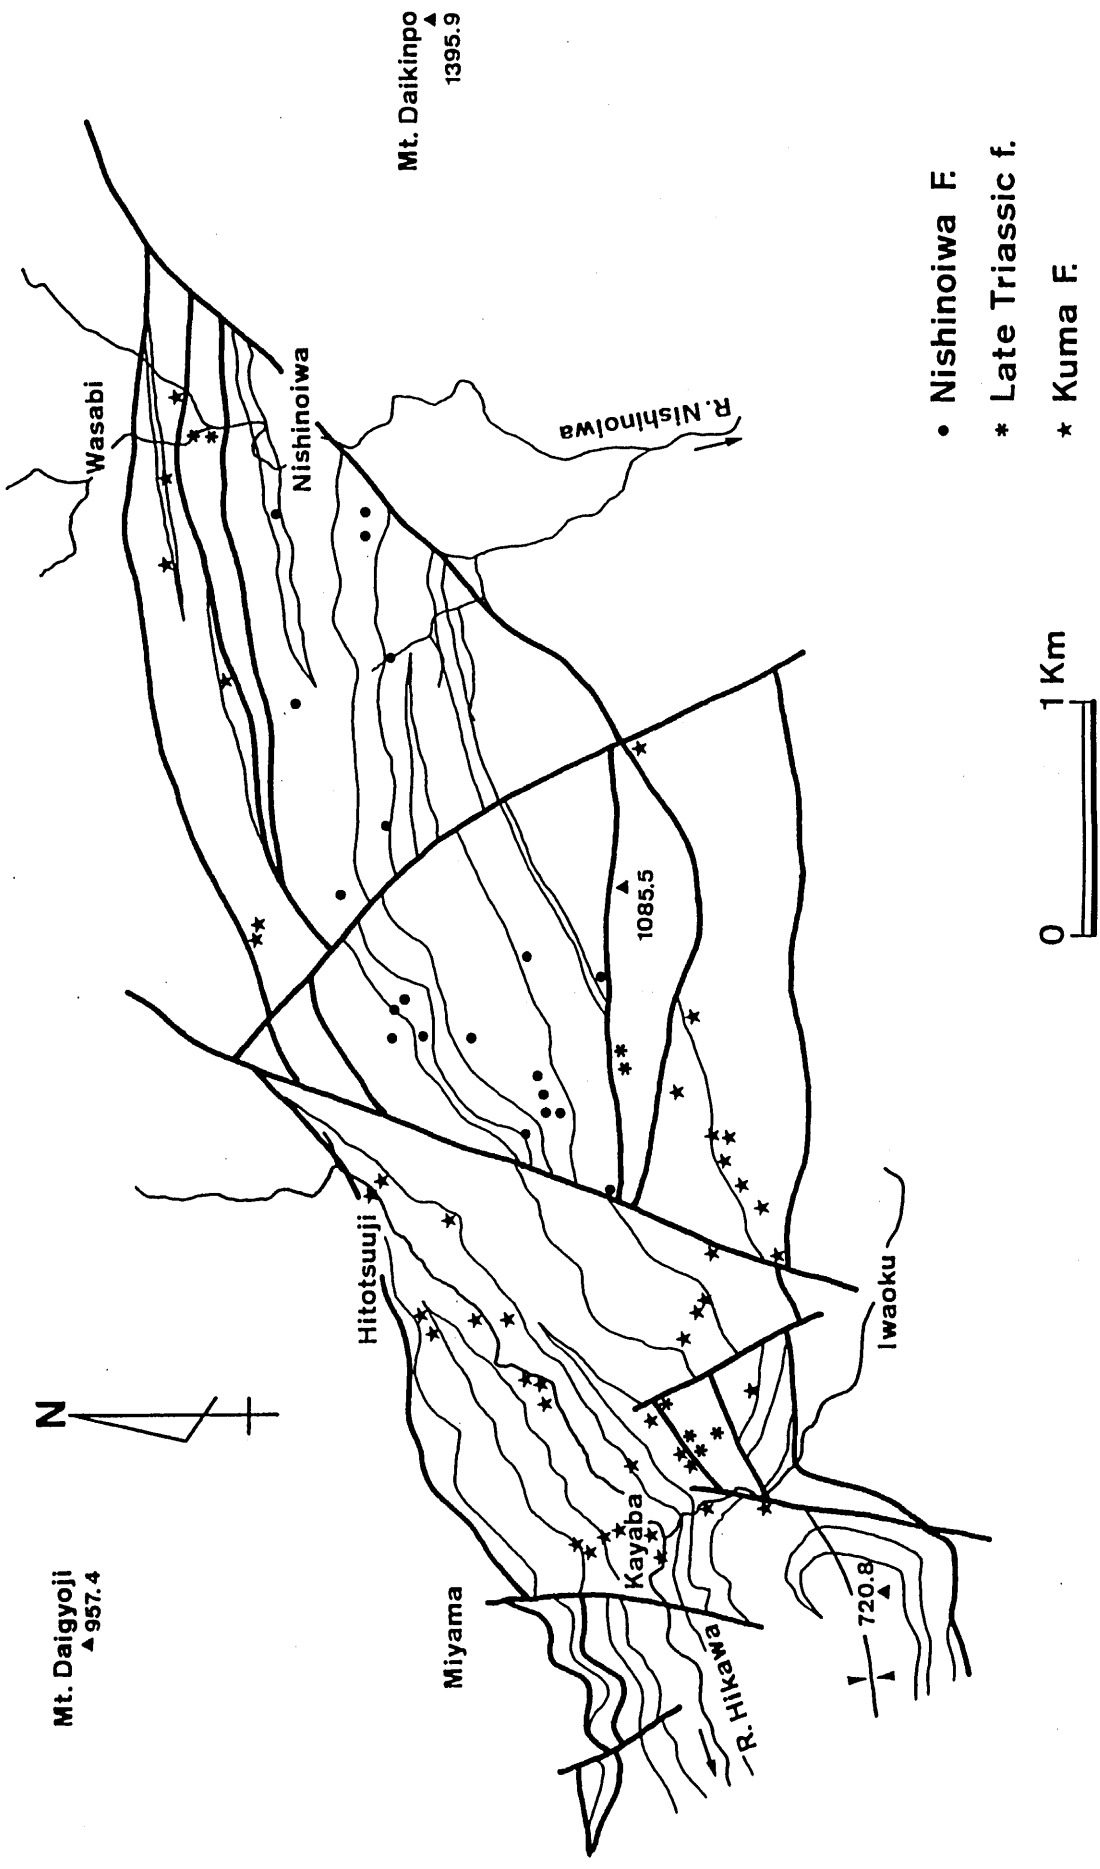 Mt. Daigyoji
▲957.4
N
Miyama
Hitotsuuji
Wasabi
Nishinoiwa
Mt. Daikinpo
▲
1395.9
Kayaba
R. Hikawa
720.8
▲
Iwaoku
▲
1085.5
R. Nishinoiwa
0 1 Km
● Nishinoiwa F.
* Late Triassic f.
★ Kuma F.